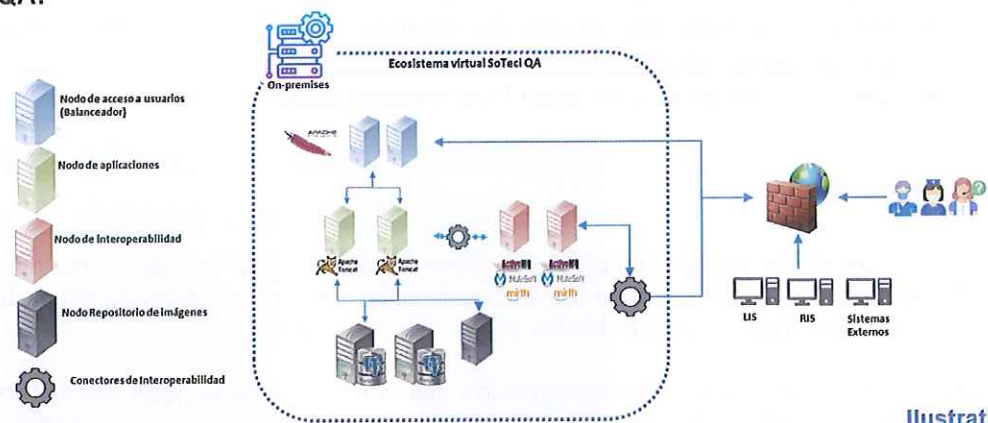 QA:
Ecosistema virtual SoTeci QA
On-premises
Nodo de acceso a usuarios
(Balanceador)
Nodo de aplicaciones
Nodo de Interoperabilidad
Nodo Repositorio de imágenes
Conectores de Interoperabilidad
APACHE
Apache
Tomcat
Apache
Tomcat
ActiveMQ
MuleSoft
mirth
ActiveMQ
MuleSoft
mirth
LIS
RIS
Sistemas
Externos
Ilustrat